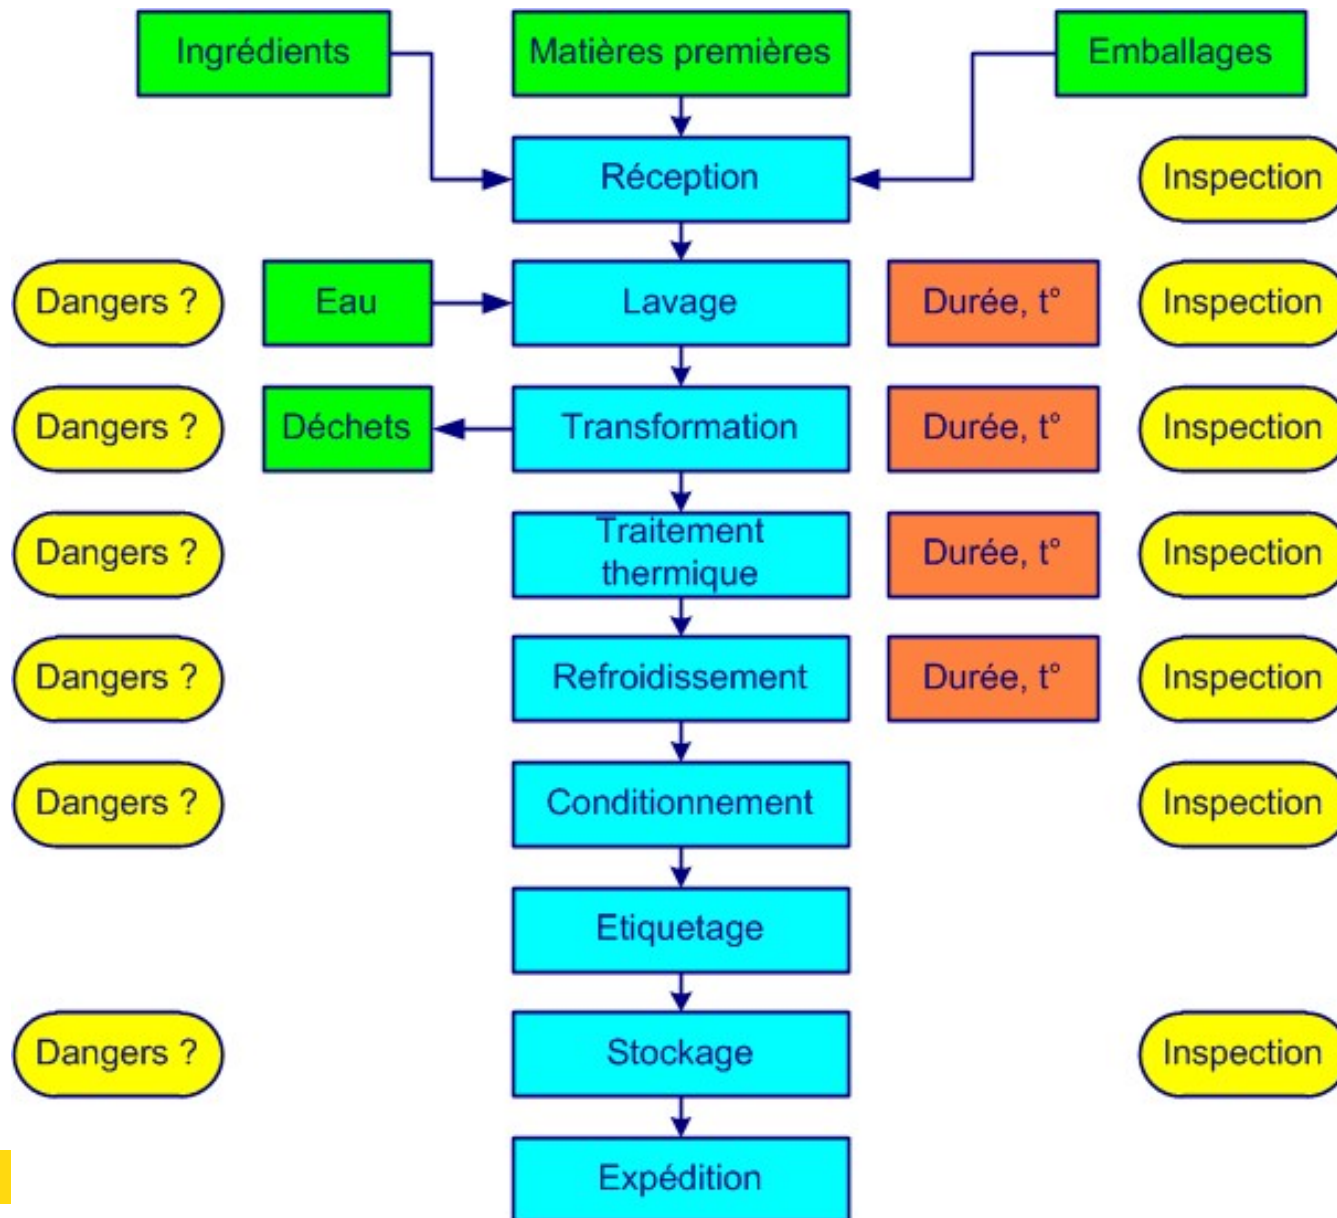 Ingrédients
Matières premières
Emballages
Réception
Inspection
Dangers ?
Eau
Lavage
Durée, t°
Inspection
Dangers ?
Déchets
Transformation
Durée, t°
Inspection
Dangers ?
Traitement
thermique
Durée, t°
Inspection
Dangers ?
Refroidissement
Durée, t°
Inspection
Dangers ?
Conditionnement
Inspection
Etiquetage
Dangers ?
Stockage
Inspection
Expédition